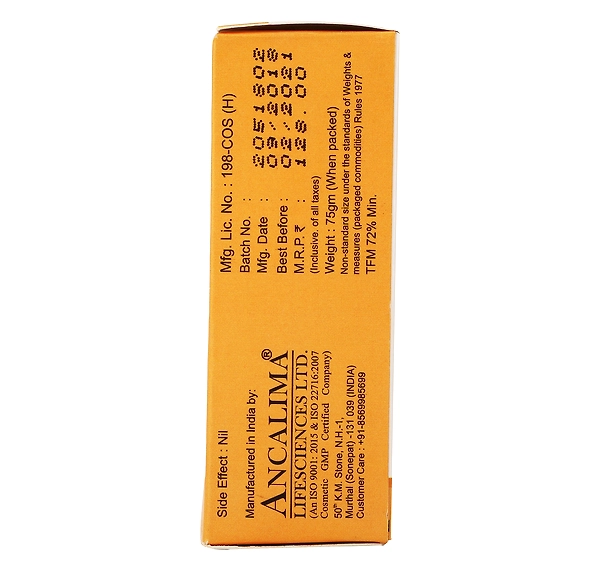 Side Effect : Nil
Manufactured in India by:
ANCALIMA®
LIFESCIENCES LTD.
(An ISO 9001: 2015 & ISO 22716:2007
Cosmetic GMP Certified Company)
50th K.M. Stone, N.H.-1,
Murthal (Sonepat) -131 039 (INDIA)
Customer Care : +91-8569985699
Mfg. Lic. No. : 198-COS (H)
Batch No. : 2051802
Mfg. Date : 03/2018
Best Before : 02/2021
M.R.P.₹ : 128.00
(Inclusive. of all taxes)
Weight : 75gm (When packed)
Non-standard size under the standards of Weights &
measures (packaged commodities) Rules 1977
TFM 72% Min.